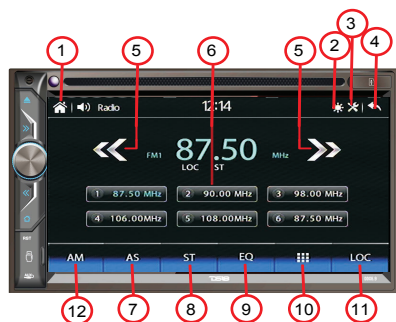 1 5 6 5 2 3 4
Radio 12:14
FM1 87.50 MHz
LOC ST
1 87.50 MHz 2 90.00 MHz 3 98.00 MHz
4 106.00MHz 5 108.00MHz 6 87.50 MHz
RST
AM AS ST EQ LOC
12 7 8 9 10 11